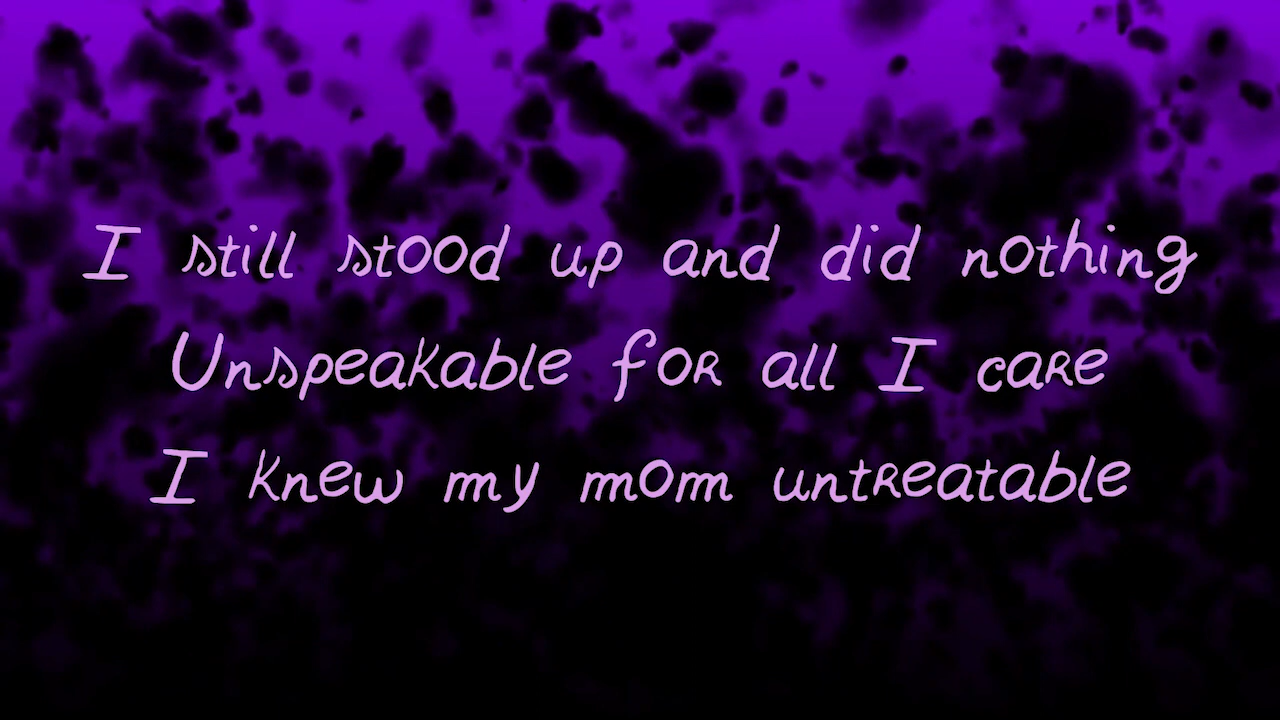 I still stood up and did nothing
Unspeakable for all I care
I knew my mom untreatable